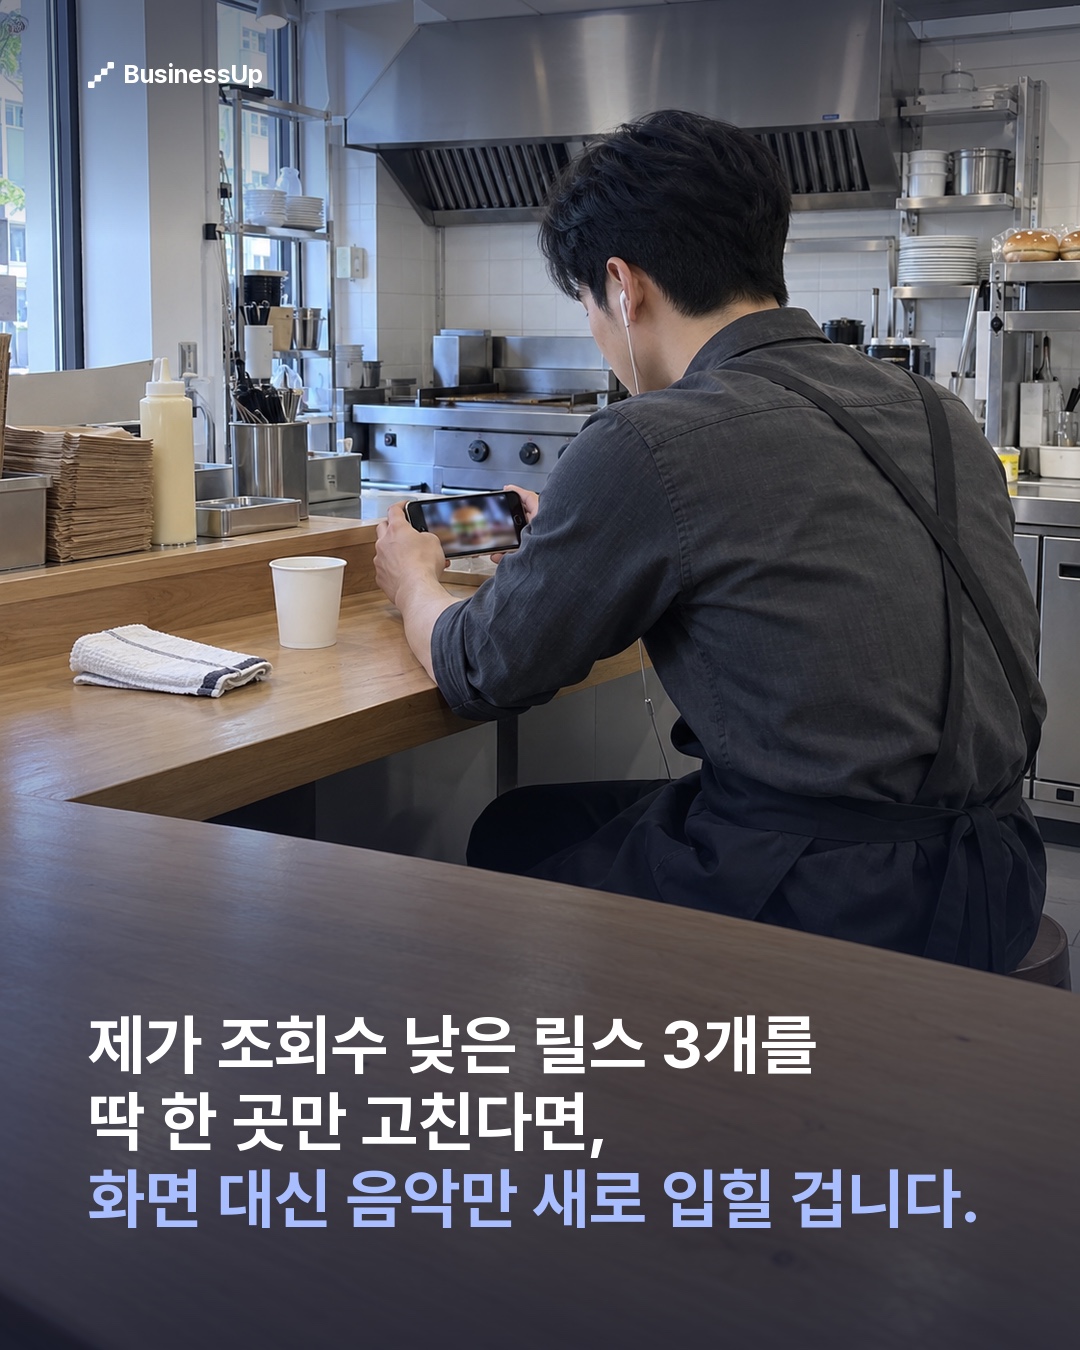 BusinessUp
제가 조회수 낮은 릴스 3개를
딱 한 곳만 고친다면,
화면 대신 음악만 새로 입힐 겁니다.